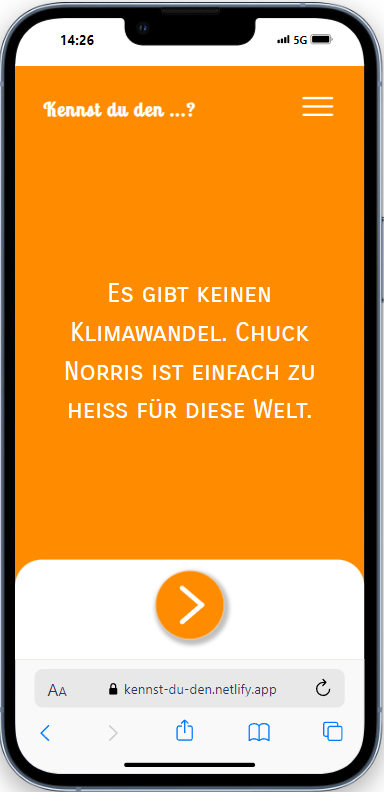 14:26
5G
Kennst du den ...?
Es gibt keinen
Klimawandel. Chuck
Norris ist einfach zu
heiss für diese Welt.
AA
kennst-du-den.netlify.app